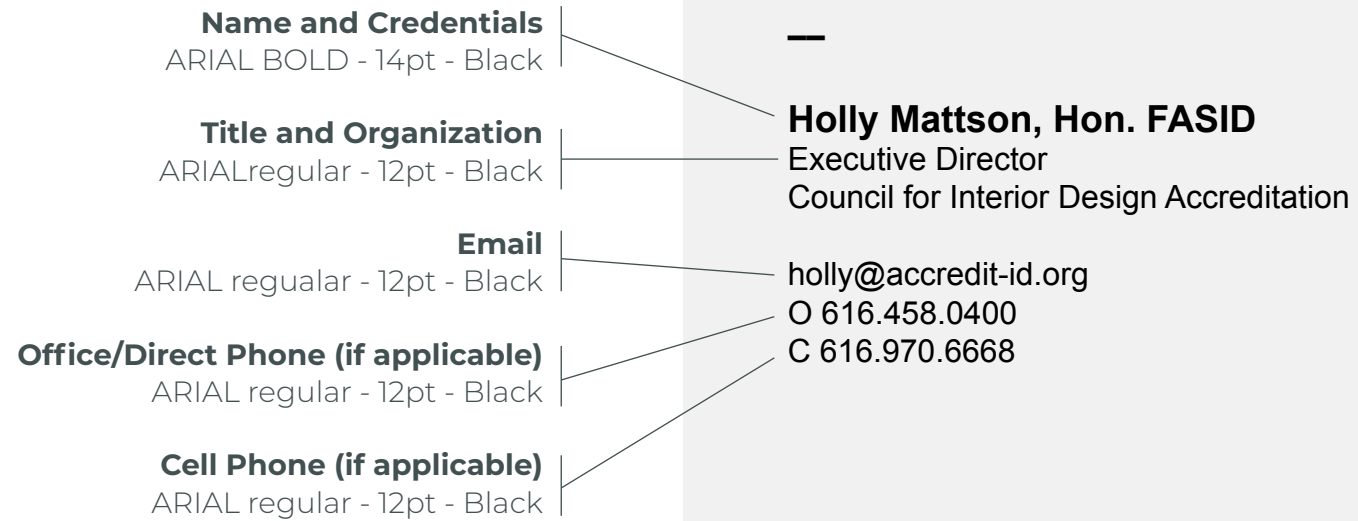 Name and Credentials
ARIAL BOLD - 14pt - Black
Title and Organization
ARIALregular - 12pt - Black
Email
ARIAL regualar - 12pt - Black
Office/Direct Phone (if applicable)
ARIAL regular - 12pt - Black
Cell Phone (if applicable)
ARIAL regular - 12pt - Black
__
Holly Mattson, Hon. FASID
Executive Director
Council for Interior Design Accreditation
holly@accredit-id.org
O 616.458.0400
C 616.970.6668